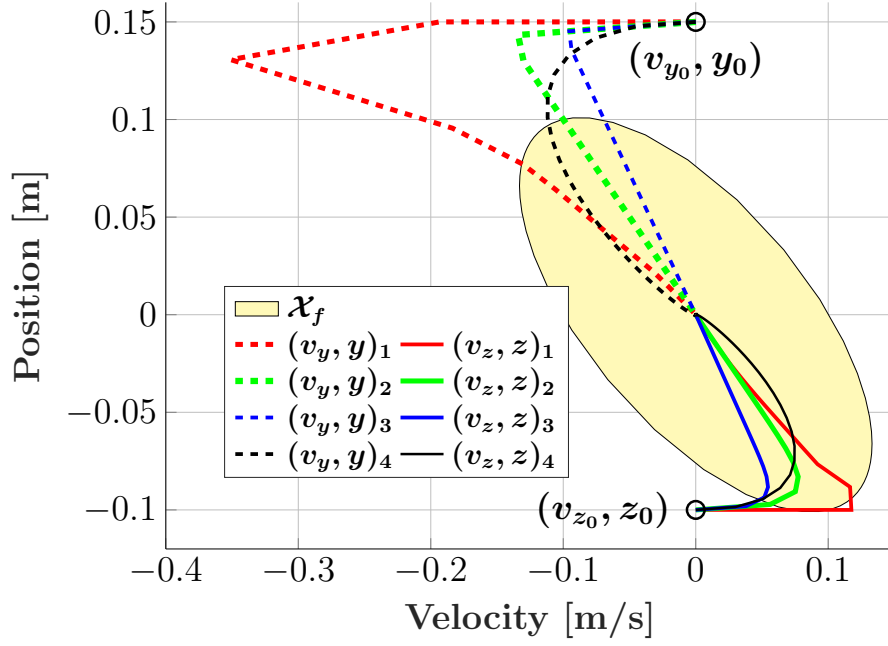 0.15
(v_{y_0}, y_0)
0.1
0.05
0
−0.05
−0.1
Position [m]
𝒳_f
(v_y, y)_1 (v_z, z)_1
(v_y, y)_2 (v_z, z)_2
(v_y, y)_3 (v_z, z)_3
(v_y, y)_4 (v_z, z)_4
(v_{z_0}, z_0)
−0.4 −0.3 −0.2 −0.1 0 0.1
Velocity [m/s]